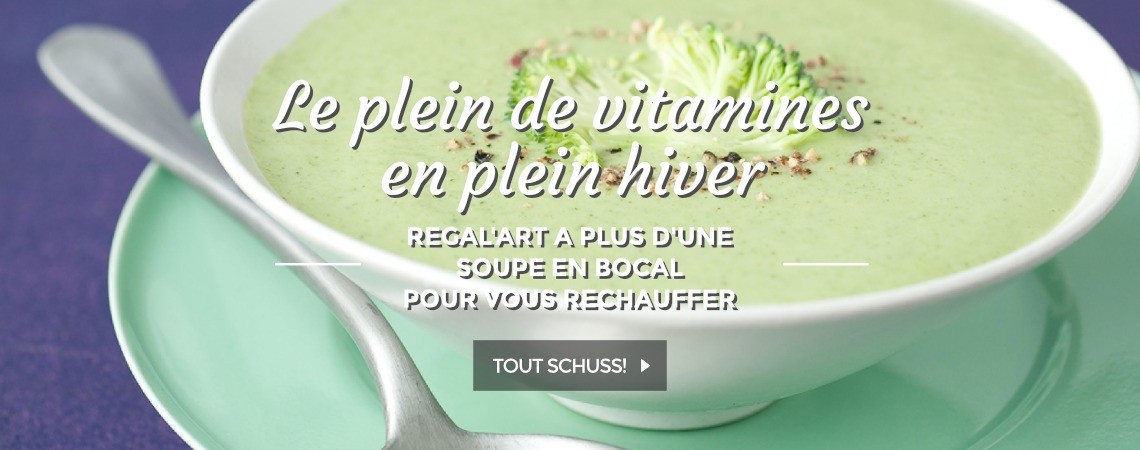 Le plein de vitamines
en plein hiver
REGAL'ART A PLUS D'UNE
SOUPE EN BOCAL
POUR VOUS RECHAUFFER
TOUT SCHUSS!